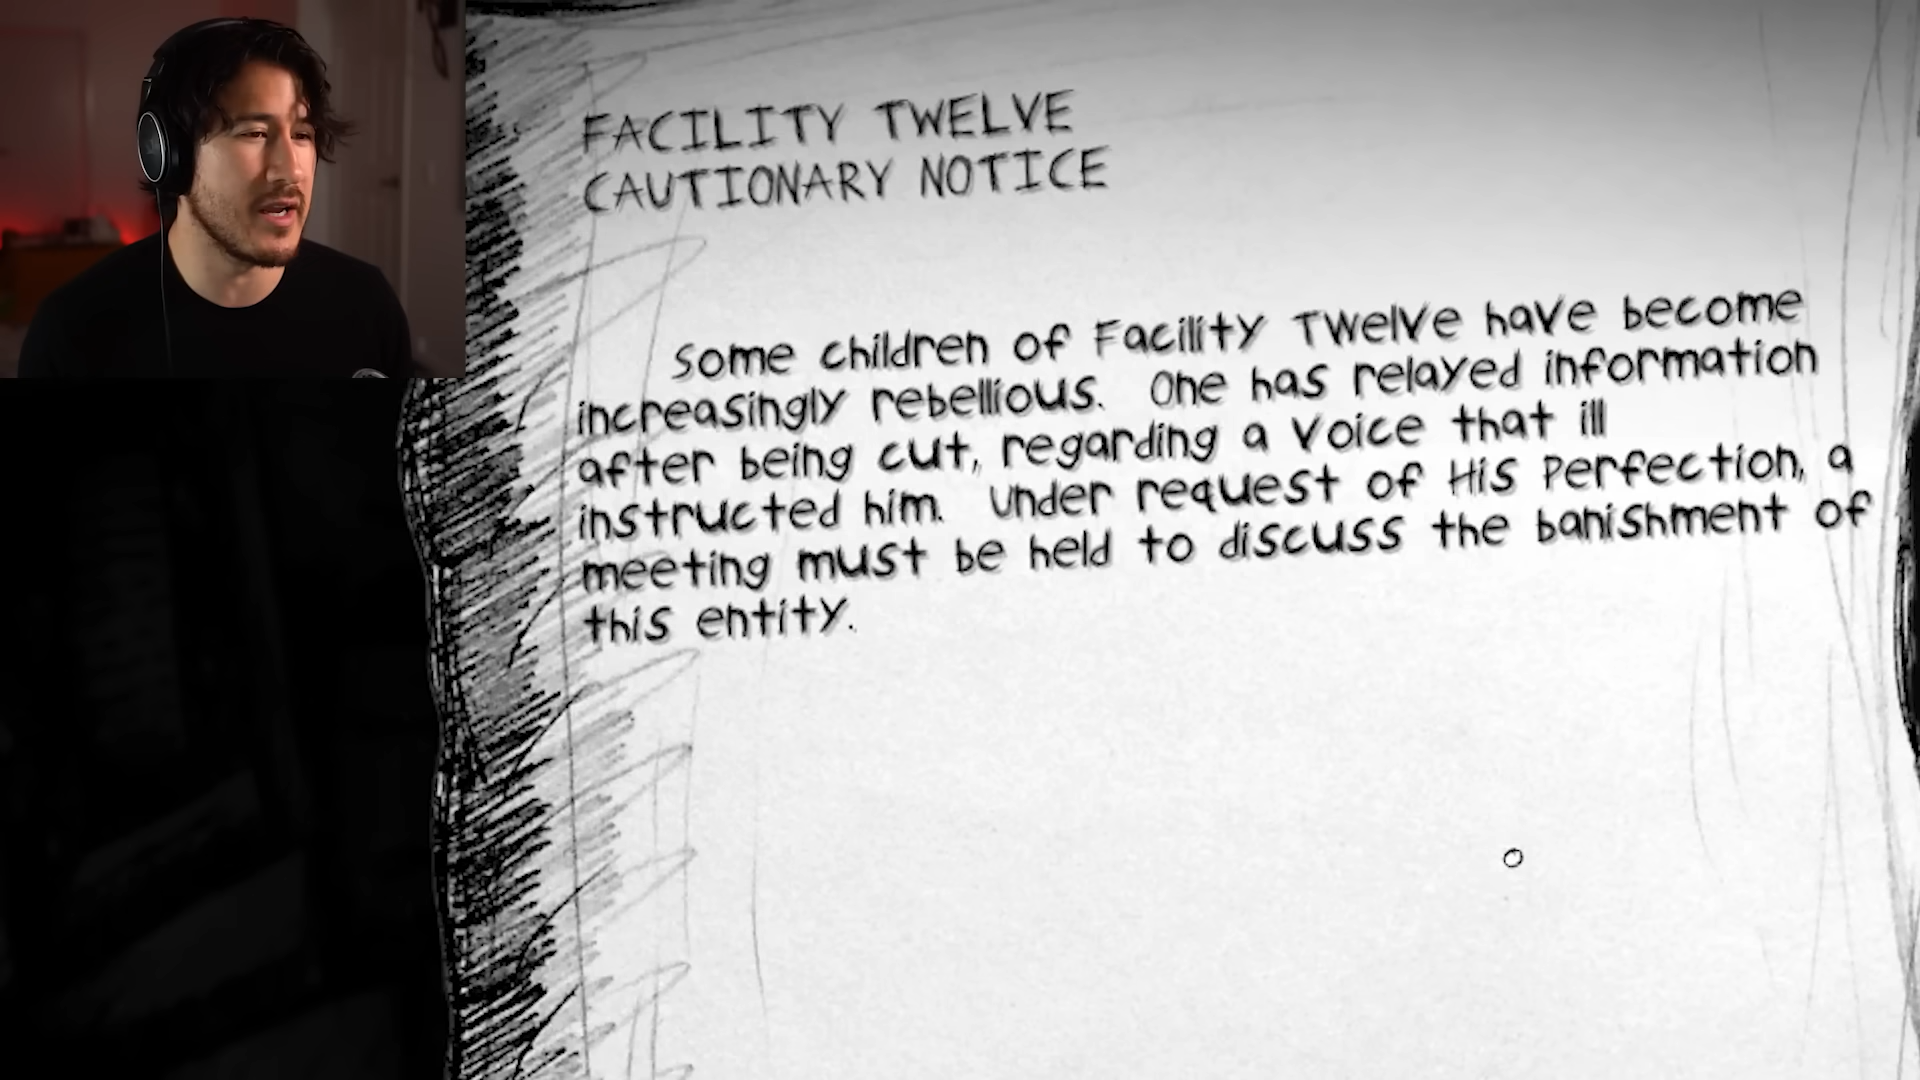 FACILITY TWELVE
CAUTIONARY NOTICE
Some children of Facility Twelve have become
increasingly rebellious. One has relayed information
after being cut, regarding a voice that ill
instructed him. Under request of His Perfection, a
meeting must be held to discuss the banishment of
this entity.